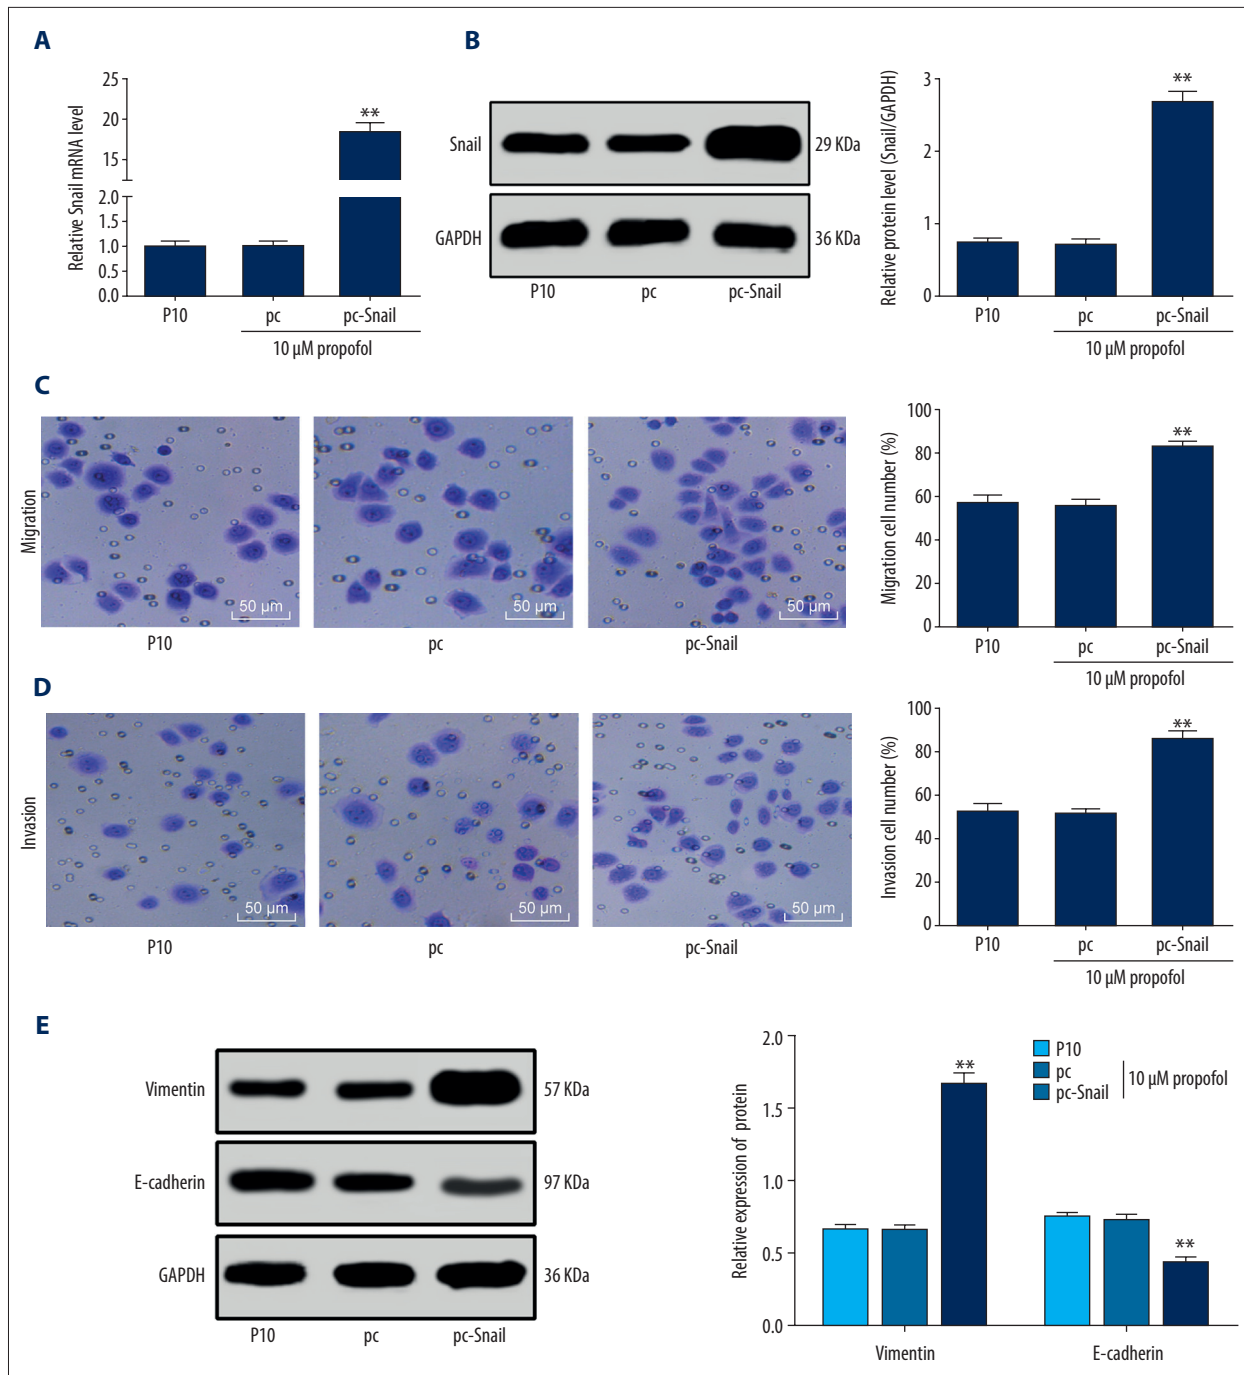 A
Relative Snail mRNA level
25
20
15
2.0
1.5
1.0
0.5
0.0
**
P10 pc pc-Snail
10 µM propofol
B
Snail 29 KDa
GAPDH 36 KDa
P10 pc pc-Snail
Relative protein level (Snail/GAPDH)
3
2
1
0
**
P10 pc pc-Snail
10 µM propofol
C
Migration
50 µm 50 µm 50 µm
P10 pc pc-Snail
Migration cell number (%)
100
80
60
40
20
0
**
P10 pc pc-Snail
10 µM propofol
D
Invasion
50 µm 50 µm 50 µm
P10 pc pc-Snail
Invasion cell number (%)
100
80
60
40
20
0
**
P10 pc pc-Snail
10 µM propofol
E
Vimentin 57 KDa
E-cadherin 97 KDa
GAPDH 36 KDa
P10 pc pc-Snail
Relative expression of protein
2.0
1.5
1.0
0.5
0.0
**
**
P10
pc
pc-Snail
10 µM propofol
Vimentin E-cadherin